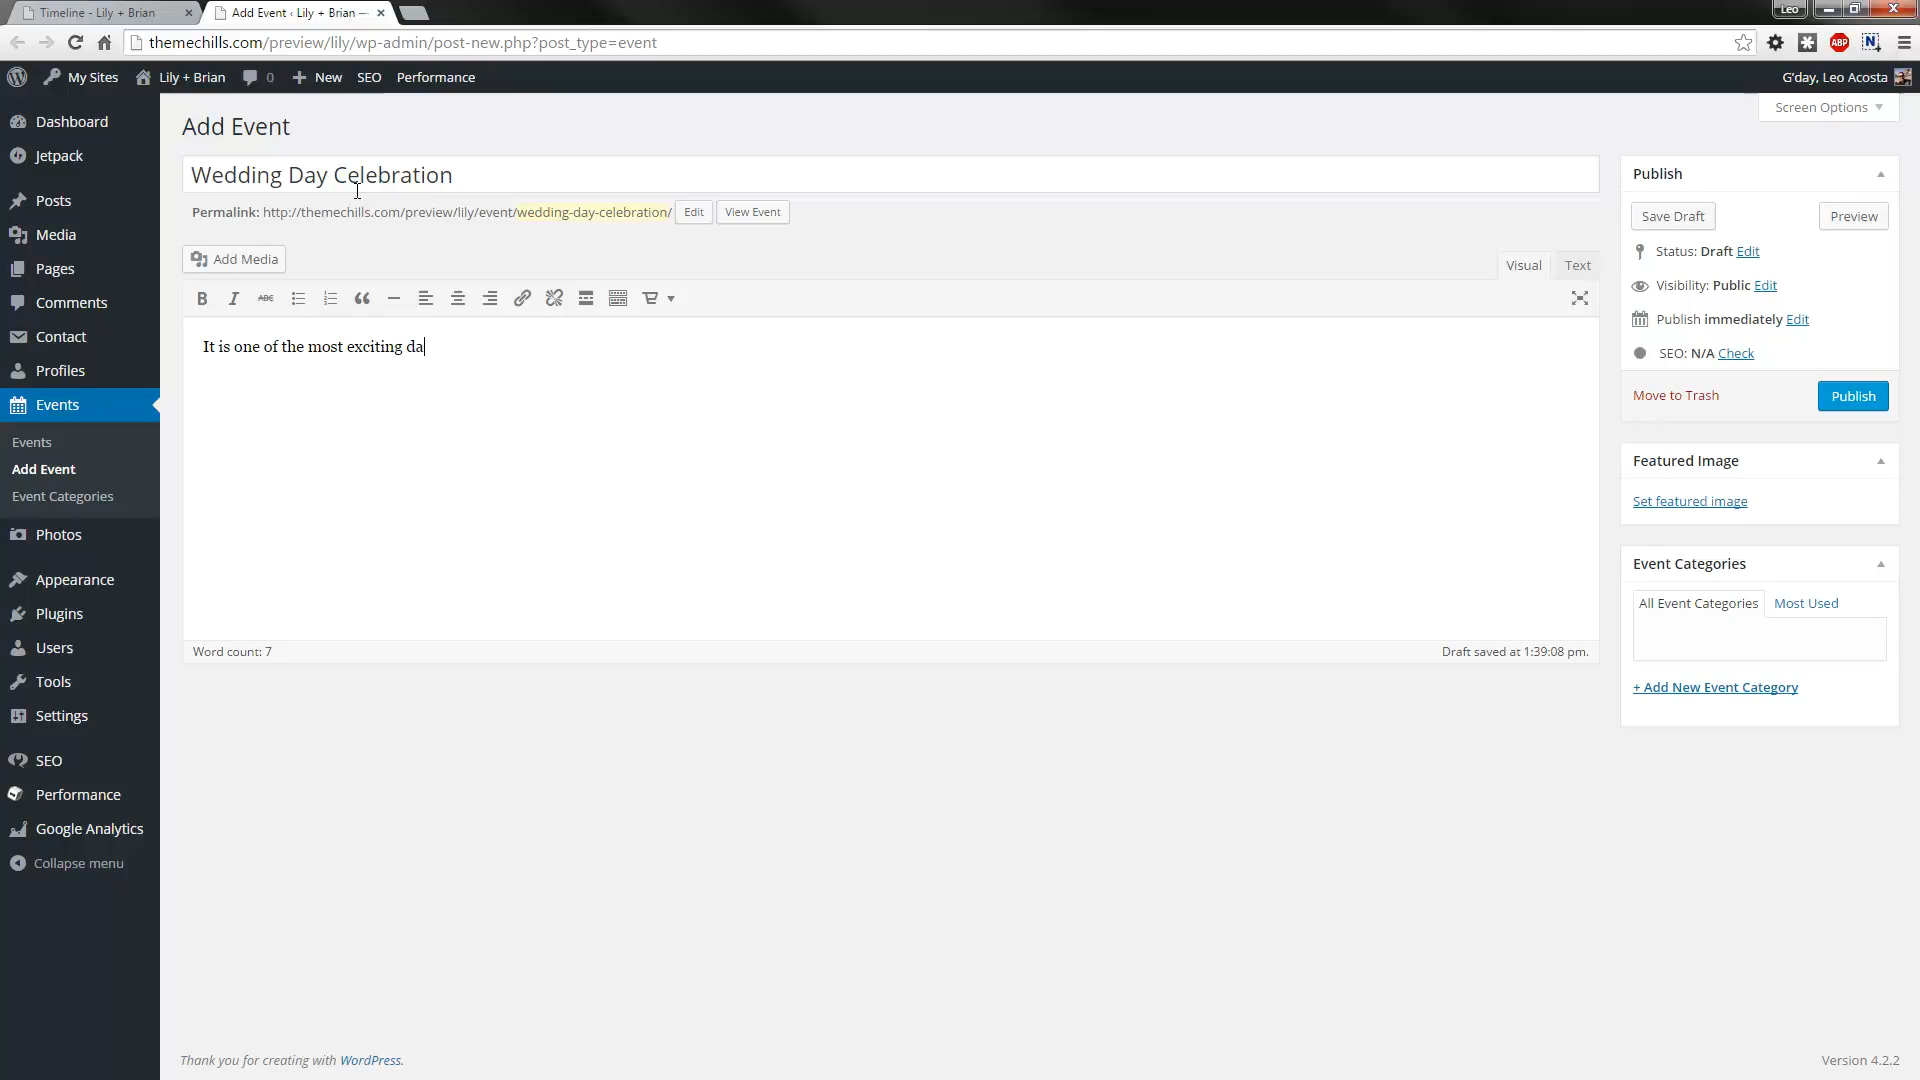 Timeline - Lily + Brian
Add Event ‹ Lily + Brian —
Leo
themechills.com/preview/lily/wp-admin/post-new.php?post_type=event
ABP
N
My Sites
Lily + Brian
0
New
SEO
Performance
G'day, Leo Acosta
Dashboard
Jetpack
Posts
Media
Pages
Comments
Contact
Profiles
Events
Events
Add Event
Event Categories
Photos
Appearance
Plugins
Users
Tools
Settings
SEO
Performance
Google Analytics
Collapse menu
Screen Options
Add Event
Wedding Day Celebration
Permalink: http://themechills.com/preview/lily/event/wedding-day-celebration/ Edit View Event
Add Media
Visual Text
B I ABC
It is one of the most exciting da
Word count: 7
Draft saved at 1:39:08 pm.
Publish
Save Draft
Preview
Status: Draft Edit
Visibility: Public Edit
Publish immediately Edit
SEO: N/A Check
Move to Trash
Publish
Featured Image
Set featured image
Event Categories
All Event Categories
Most Used
+ Add New Event Category
Thank you for creating with WordPress.
Version 4.2.2